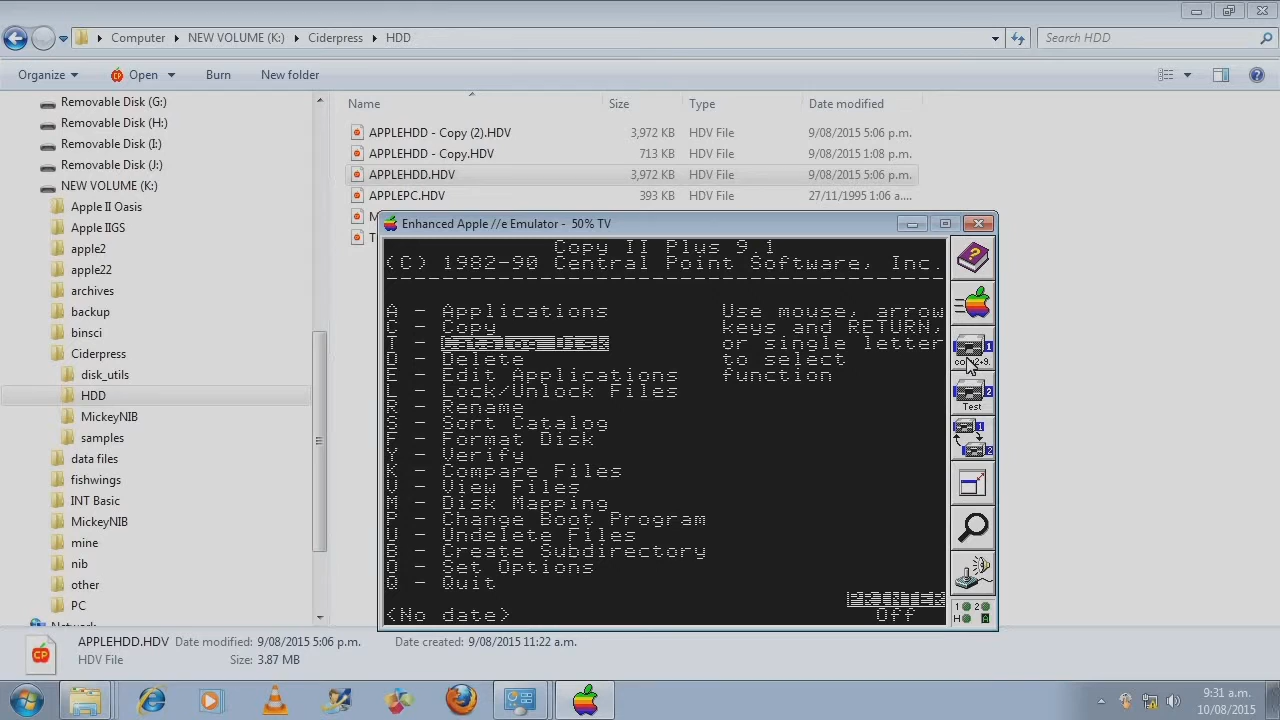 Computer ▸ NEW VOLUME (K:) ▸ Ciderpress ▸ HDD
Search HDD
Organize Open Burn New folder
Name Size Type Date modified
Removable Disk (G:)
Removable Disk (H:)
Removable Disk (I:)
Removable Disk (J:)
NEW VOLUME (K:)
Apple II Oasis
Apple IIGS
apple2
apple22
archives
backup
binsci
Ciderpress
disk_utils
HDD
MickeyNIB
samples
data files
fishwings
INT Basic
MickeyNIB
mine
nib
other
PC
APPLEHDD - Copy (2).HDV 3,972 KB HDV File 9/08/2015 5:06 p.m.
APPLEHDD - Copy.HDV 713 KB HDV File 9/08/2015 1:08 p.m.
APPLEHDD.HDV 3,972 KB HDV File 9/08/2015 5:06 p.m.
APPLEPC.HDV 393 KB HDV File 27/11/1995 1:06 a....
M
T
Enhanced Apple //e Emulator - 50% TV
Copy II Plus 9.1
(C) 1982-90 Central Point Software, Inc.
A - Applications
C - Copy
T - Catalog Disk
D - Delete
E - Edit Applications
L - Lock/Unlock Files
R - Rename
S - Sort Catalog
F - Format Disk
Y - Verify
K - Compare Files
V - View Files
M - Disk Mapping
P - Change Boot Program
U - Undelete Files
B - Create Subdirectory
O - Set Options
Q - Quit
Use mouse, arrow
keys and RETURN,
or single letter
to select
function
<No date>
PRINTER
Off
1
2
Test
1
2
1 2
H A
APPLEHDD.HDV Date modified: 9/08/2015 5:06 p.m. Date created: 9/08/2015 11:22 a.m.
HDV File Size: 3.87 MB
CP
9:31 a.m.
10/08/2015